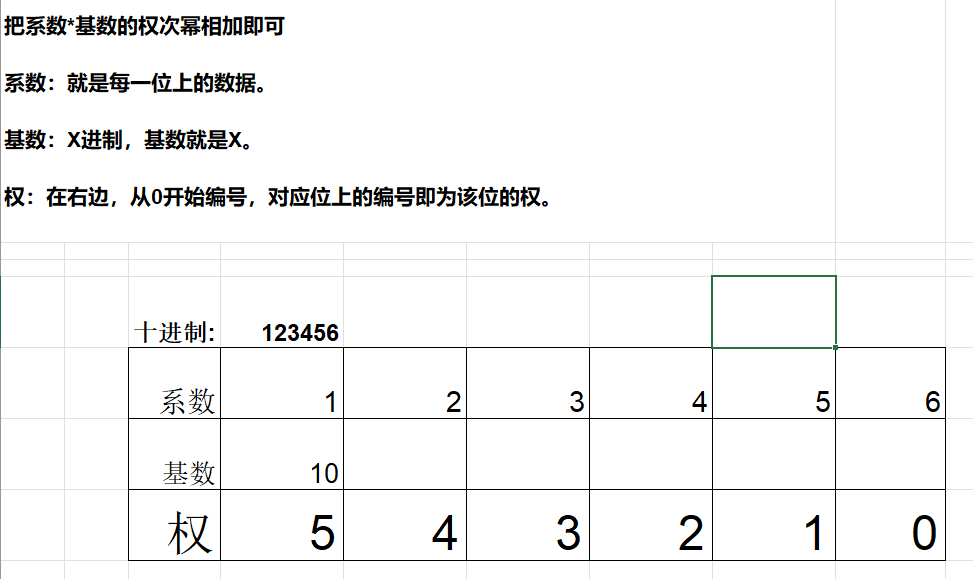 把系数*基数的权次幂相加即可
系数：就是每一位上的数据。
基数：X进制，基数就是X。
权：在右边，从0开始编号，对应位上的编号即为该位的权。
十进制: 123456
系数 1 2 3 4 5 6
基数 10
权 5 4 3 2 1 0